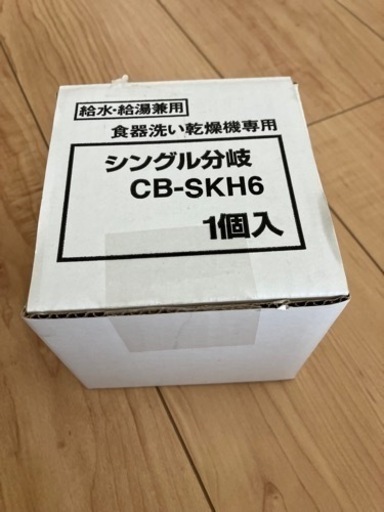 給水・給湯兼用
食器洗い乾燥機専用
シングル分岐
CB-SKH6
1個入